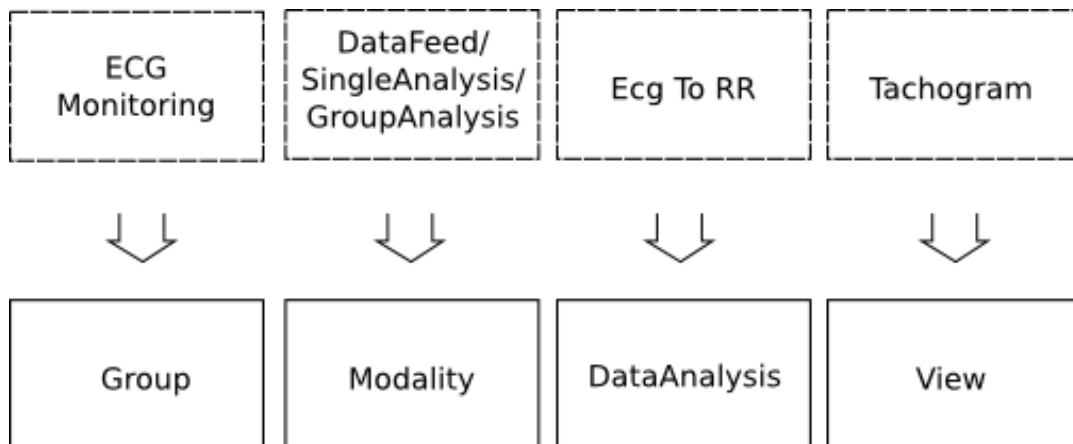 ECG
Monitoring
DataFeed/
SingleAnalysis/
GroupAnalysis
Ecg To RR
Tachogram
Group
Modality
DataAnalysis
View